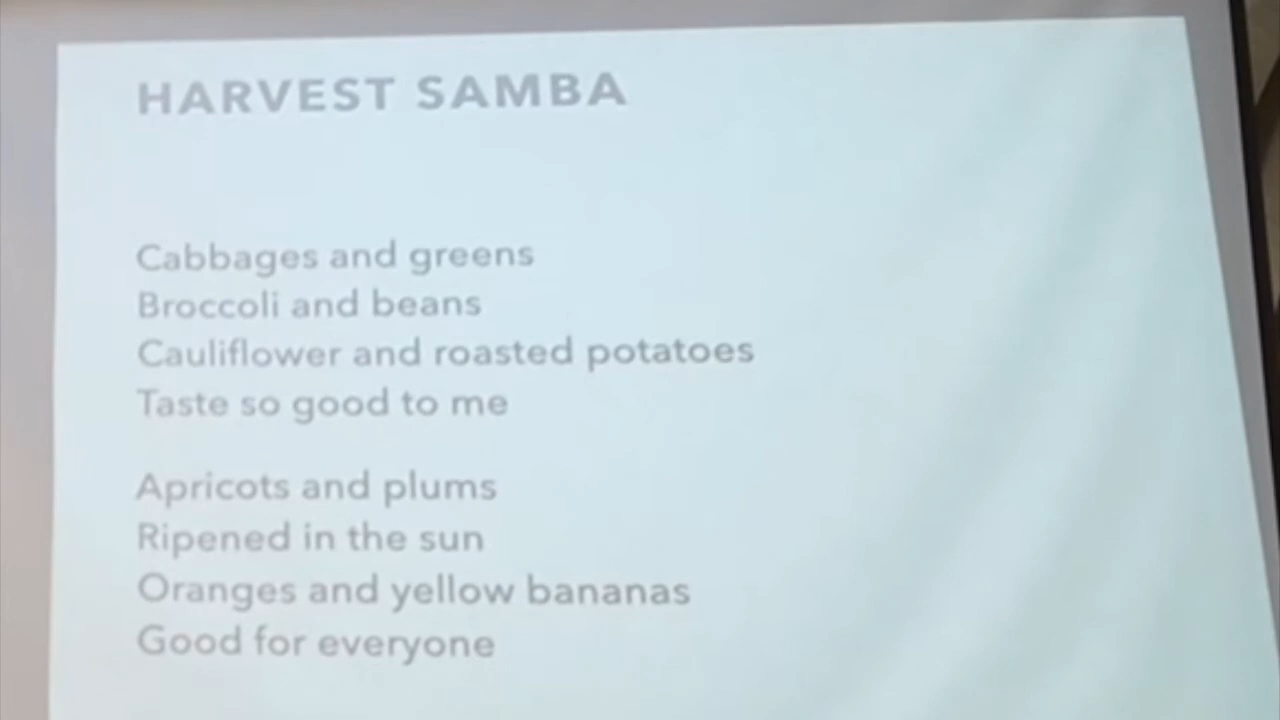 HARVEST SAMBA
Cabbages and greens
Broccoli and beans
Cauliflower and roasted potatoes
Taste so good to me
Apricots and plums
Ripened in the sun
Oranges and yellow bananas
Good for everyone